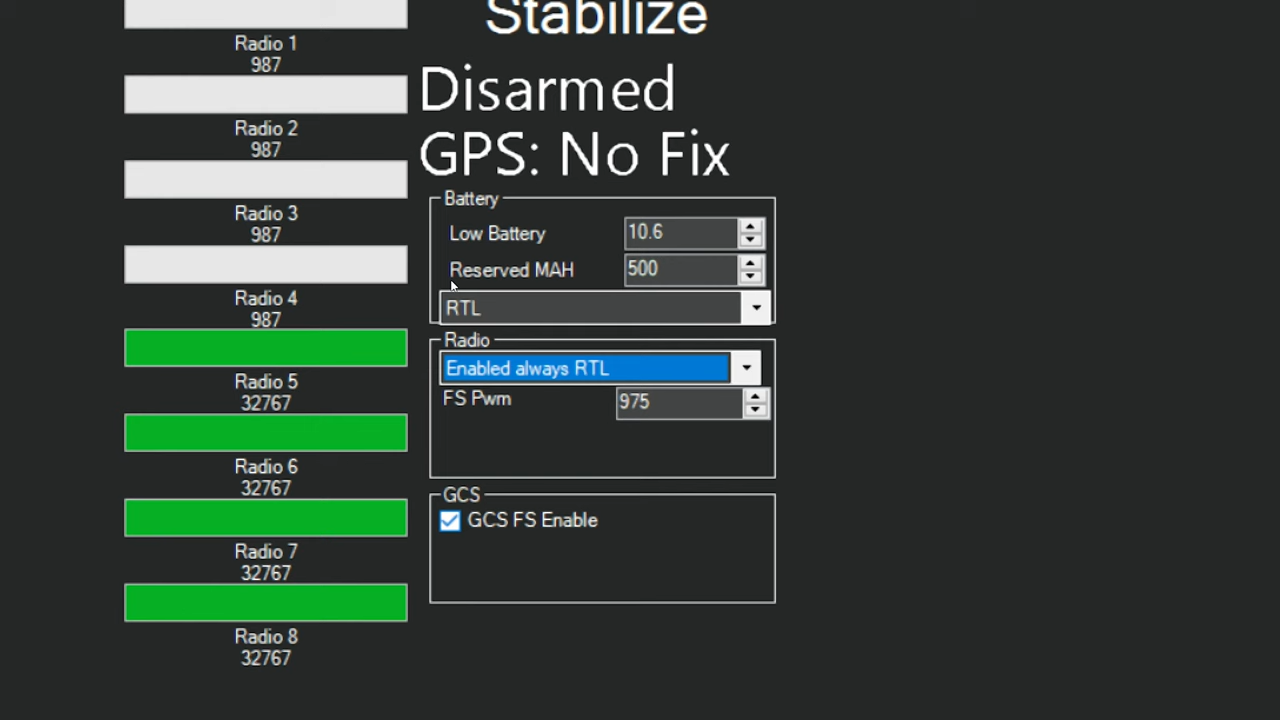 Stabilize
Disarmed
GPS: No Fix
Radio 1
987
Radio 2
987
Radio 3
987
Radio 4
987
Radio 5
32767
Radio 6
32767
Radio 7
32767
Radio 8
32767
Battery
Low Battery 10.6
Reserved MAH 500
RTL
Radio
Enabled always RTL
FS Pwm 975
GCS
GCS FS Enable